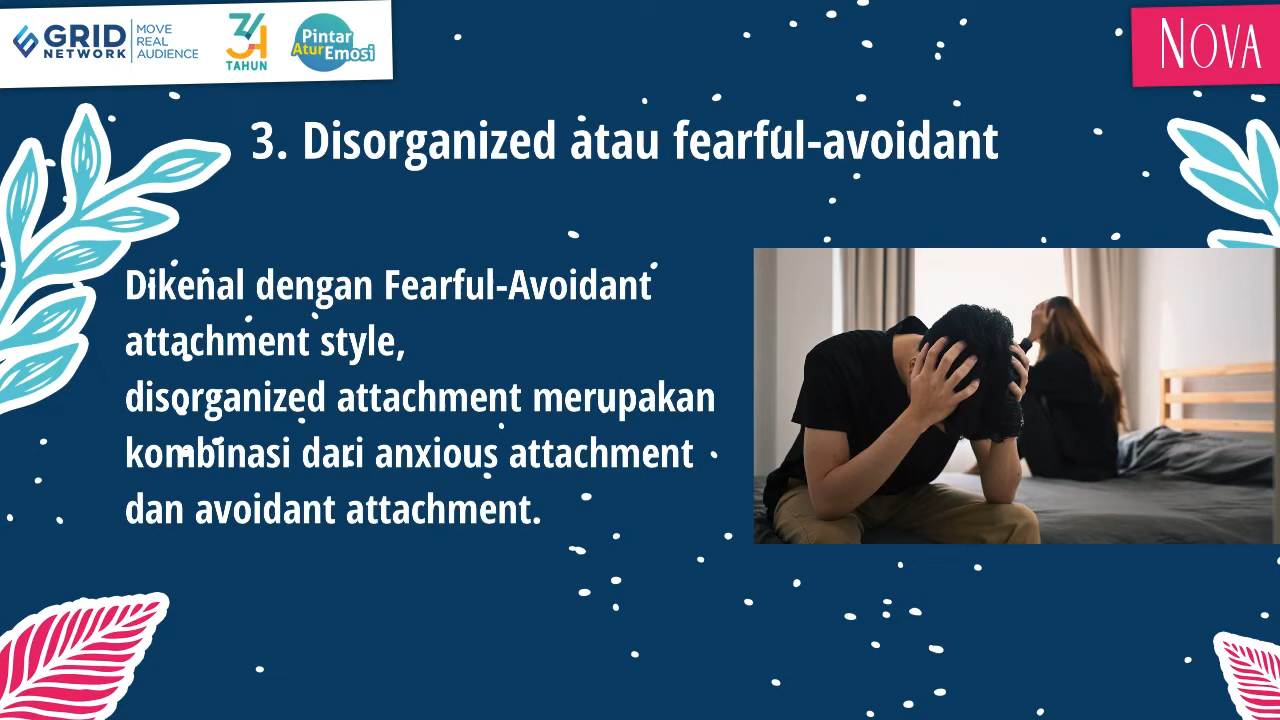 GRID
NETWORK
MOVE
REAL
AUDIENCE
34
TAHUN
Pintar
Atur Emosi
NOVA
3. Disorganized atau fearful-avoidant
Dikenal dengan Fearful-Avoidant
attachment style,
disorganized attachment merupakan
kombinasi dari anxious attachment
dan avoidant attachment.